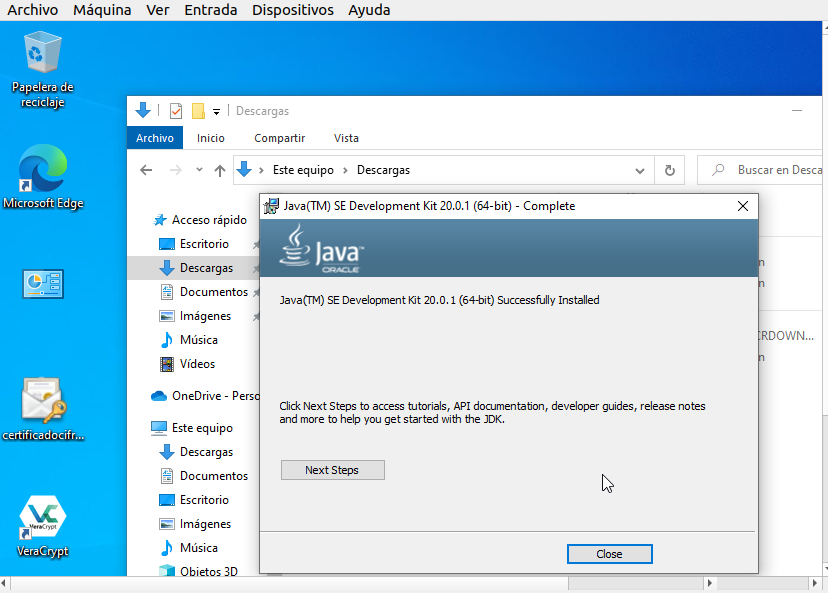 Archivo Máquina Ver Entrada Dispositivos Ayuda
Papelera de
reciclaje
Microsoft Edge
certificadocifr...
VeraCrypt
VeraCrypt
Descargas
Archivo Inicio Compartir Vista
Este equipo › Descargas
Buscar en Desca
Acceso rápido
Escritorio
Descargas
Documentos
Imágenes
Música
Vídeos
OneDrive - Perso
Este equipo
Descargas
Documentos
Escritorio
Imágenes
Música
Objetos 3D
Java(TM) SE Development Kit 20.0.1 (64-bit) - Complete
Java™
ORACLE
Java(TM) SE Development Kit 20.0.1 (64-bit) Successfully Installed
Click Next Steps to access tutorials, API documentation, developer guides, release notes
and more to help you get started with the JDK.
Next Steps
Close
CRDOWN...